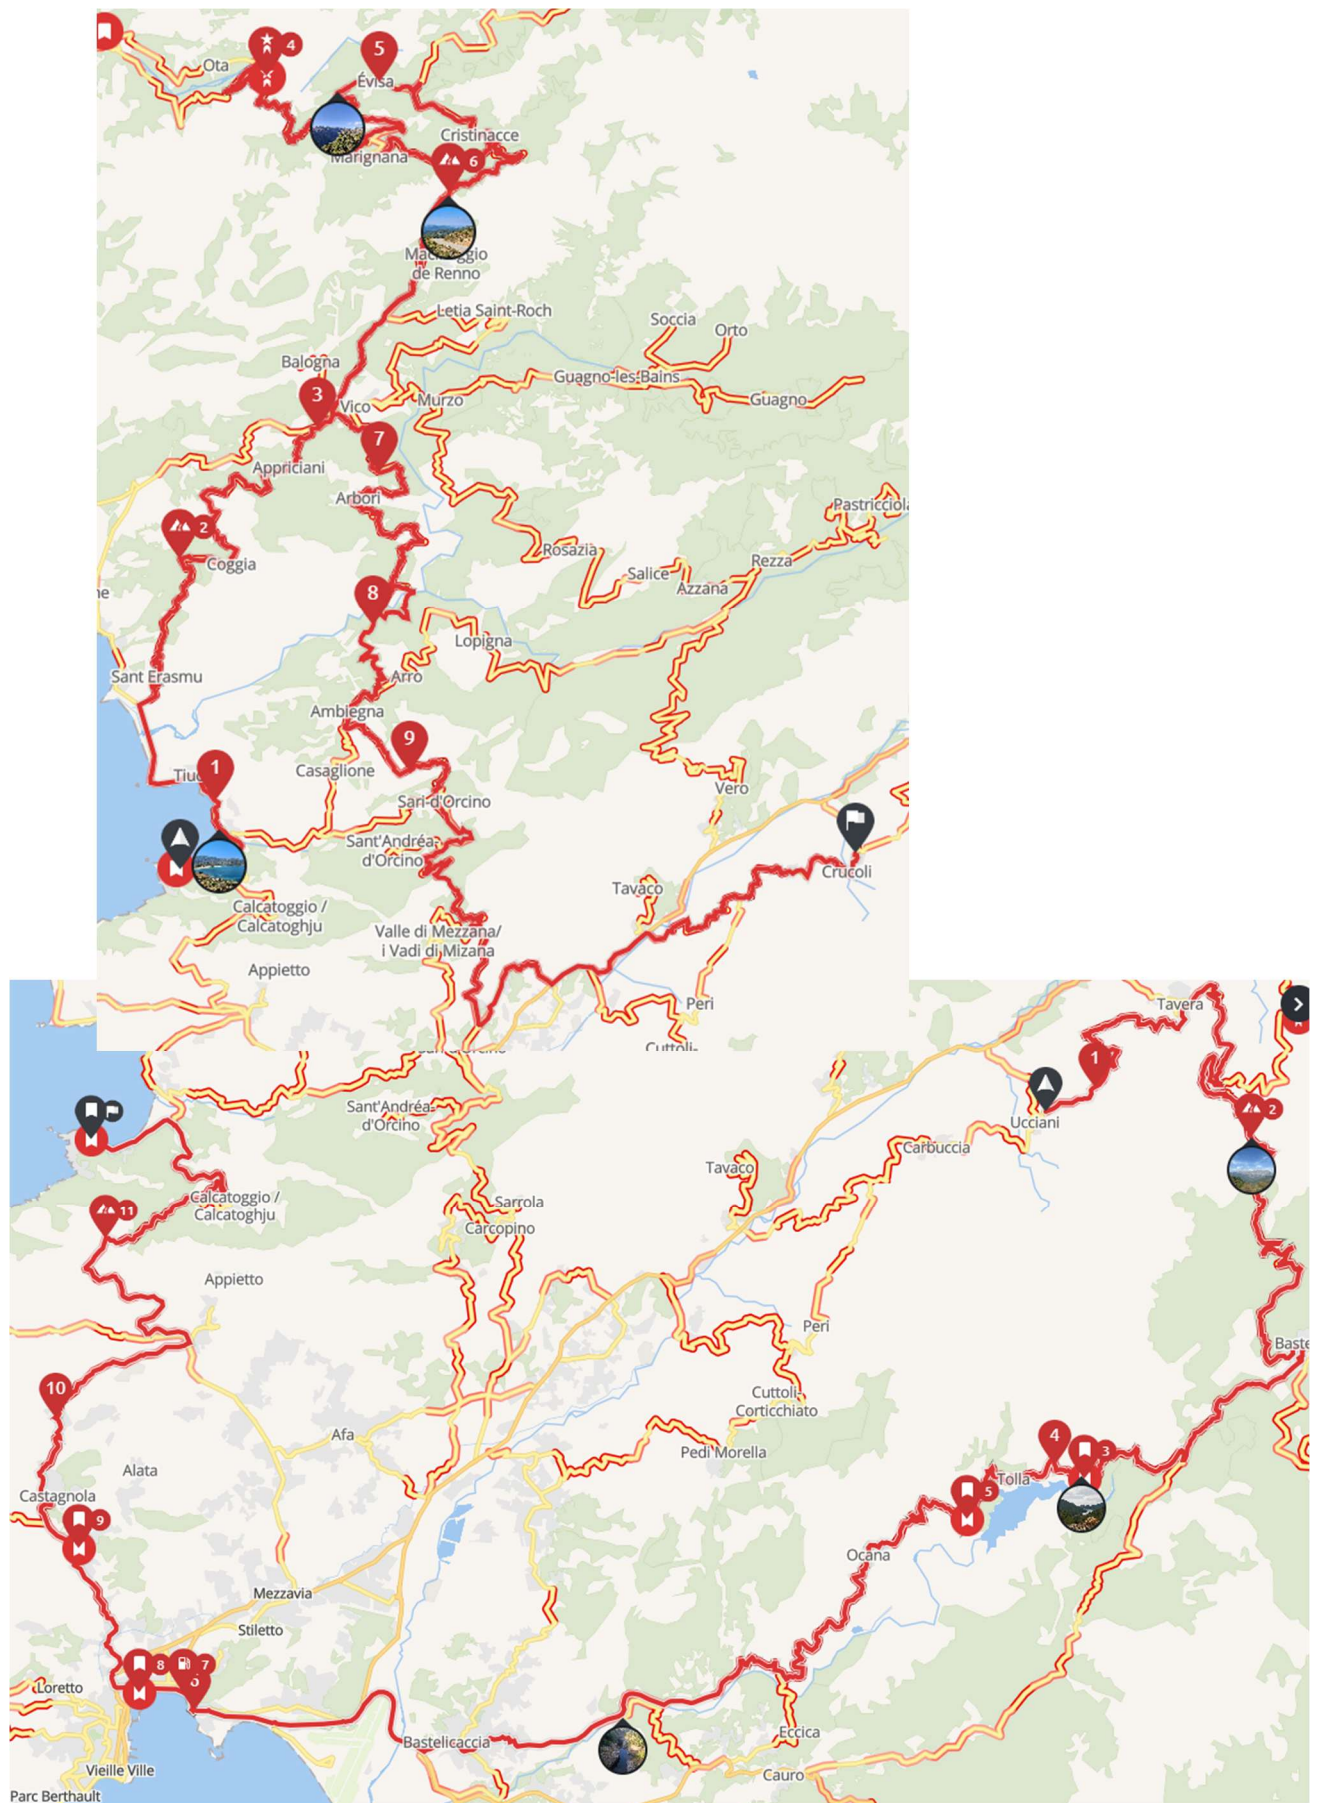 4
5
Ota
Évisa
Cristinacce
Marignana
6
de Renno
Letia Saint-Roch
Soccia
Orto
Balogna
Guagno-les-Bains
3
Vico
Murzo
Guagno
7
Appriciani
Arbori
Pastricciola
2
Rosazia
Coggia
Salice
Rezza
Azzana
8
Lopigna
Sant Erasmu
Arro
Ambiegna
9
1
Casaglione
Vero
Sari-d'Orcino
Sant'Andréa-
d'Orcino
Crucoli
Tavaco
Calcatoggio /
Calcatoghju
Valle di Mezzana/
i Vadi di Mizana
Appietto
Peri
Cuttoli-
Tavera
1
Sant'Andréa-
d'Orcino
2
Ucciani
Carbuccia
Tavaco
Calcatoggio /
Calcatoghju
Sarrola
Carcopino
11
Appietto
Peri
Baste
10
Cuttoli-
Corticchiato
Afa
4
3
Pedi Morella
Alata
Tolla
Castagnola
5
9
Ocana
Mezzavia
Stiletto
8
7
Loretto
Eccica
Bastelicaccia
Vieille Ville
Cauro
Parc Berthault